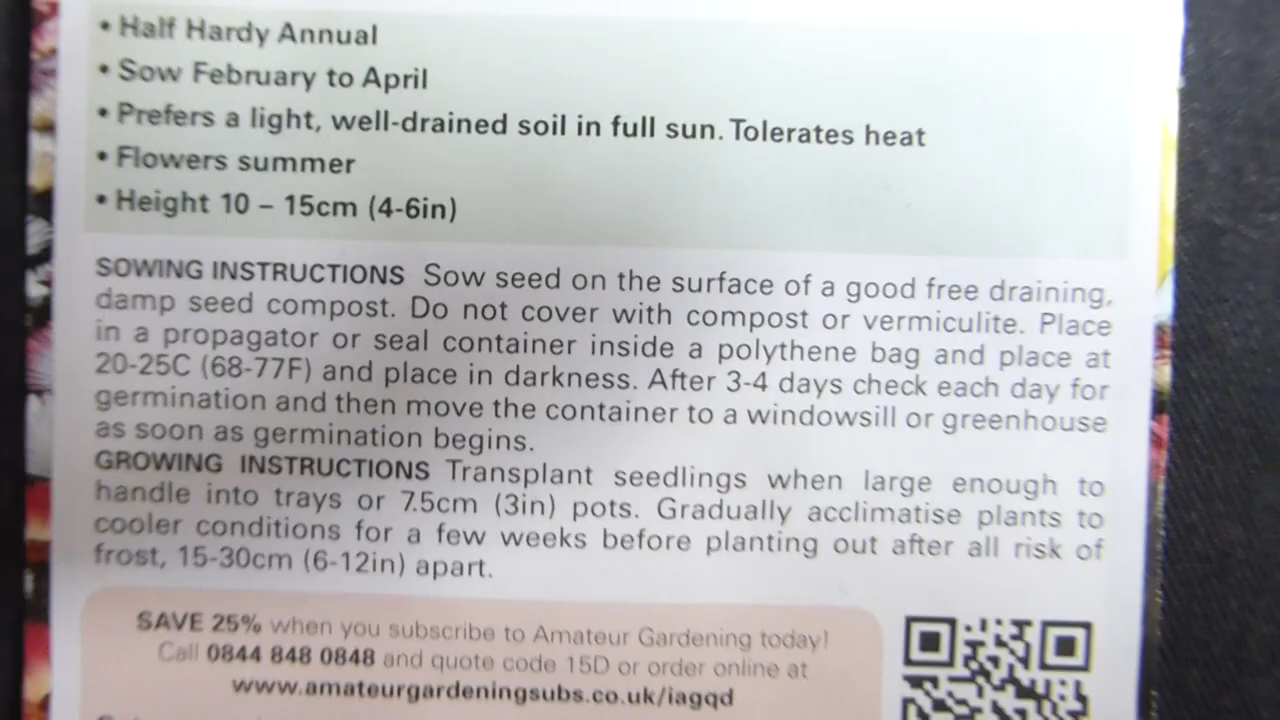 • Half Hardy Annual
• Sow February to April
• Prefers a light, well-drained soil in full sun. Tolerates heat
• Flowers summer
• Height 10 – 15cm (4-6in)
SOWING INSTRUCTIONS Sow seed on the surface of a good free draining,
damp seed compost. Do not cover with compost or vermiculite. Place
in a propagator or seal container inside a polythene bag and place at
20-25C (68-77F) and place in darkness. After 3-4 days check each day for
germination and then move the container to a windowsill or greenhouse
as soon as germination begins.
GROWING INSTRUCTIONS Transplant seedlings when large enough to
handle into trays or 7.5cm (3in) pots. Gradually acclimatise plants to
cooler conditions for a few weeks before planting out after all risk of
frost, 15-30cm (6-12in) apart.
SAVE 25% when you subscribe to Amateur Gardening today!
Call 0844 848 0848 and quote code 15D or order online at
www.amateurgardeningsubs.co.uk/iagqd